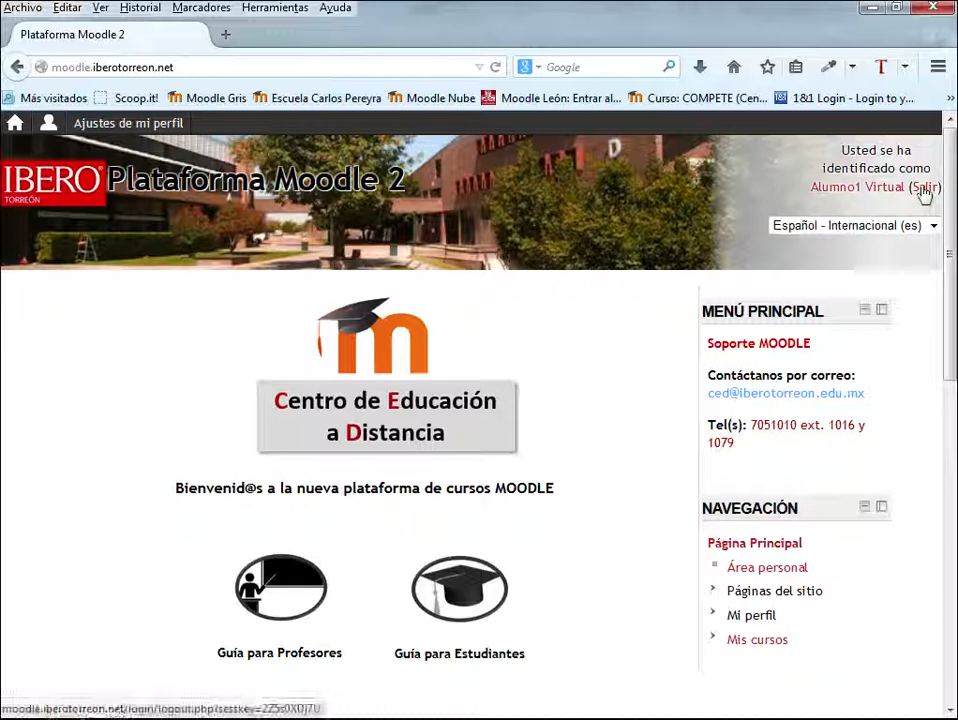 Archivo Editar Ver Historial Marcadores Herramientas Ayuda
Plataforma Moodle 2
moodle.iberotorreon.net
Google
Más visitados Scoop.it! Moodle Gris Escuela Carlos Pereyra Moodle Nube Moodle León: Entrar al... Curso: COMPETE (Cen... 1&1 Login - Login to y...
Ajustes de mi perfil
IBERO Plataforma Moodle 2
TORREÓN
Usted se ha
identificado como
Alumno1 Virtual (Salir)
Español - Internacional (es)
Centro de Educación
a Distancia
Bienvenid@s a la nueva plataforma de cursos MOODLE
Guía para Profesores
Guía para Estudiantes
MENÚ PRINCIPAL
Soporte MOODLE
Contáctanos por correo:
ced@iberotorreon.edu.mx
Tel(s): 7051010 ext. 1016 y
1079
NAVEGACIÓN
Página Principal
Área personal
Páginas del sitio
Mi perfil
Mis cursos